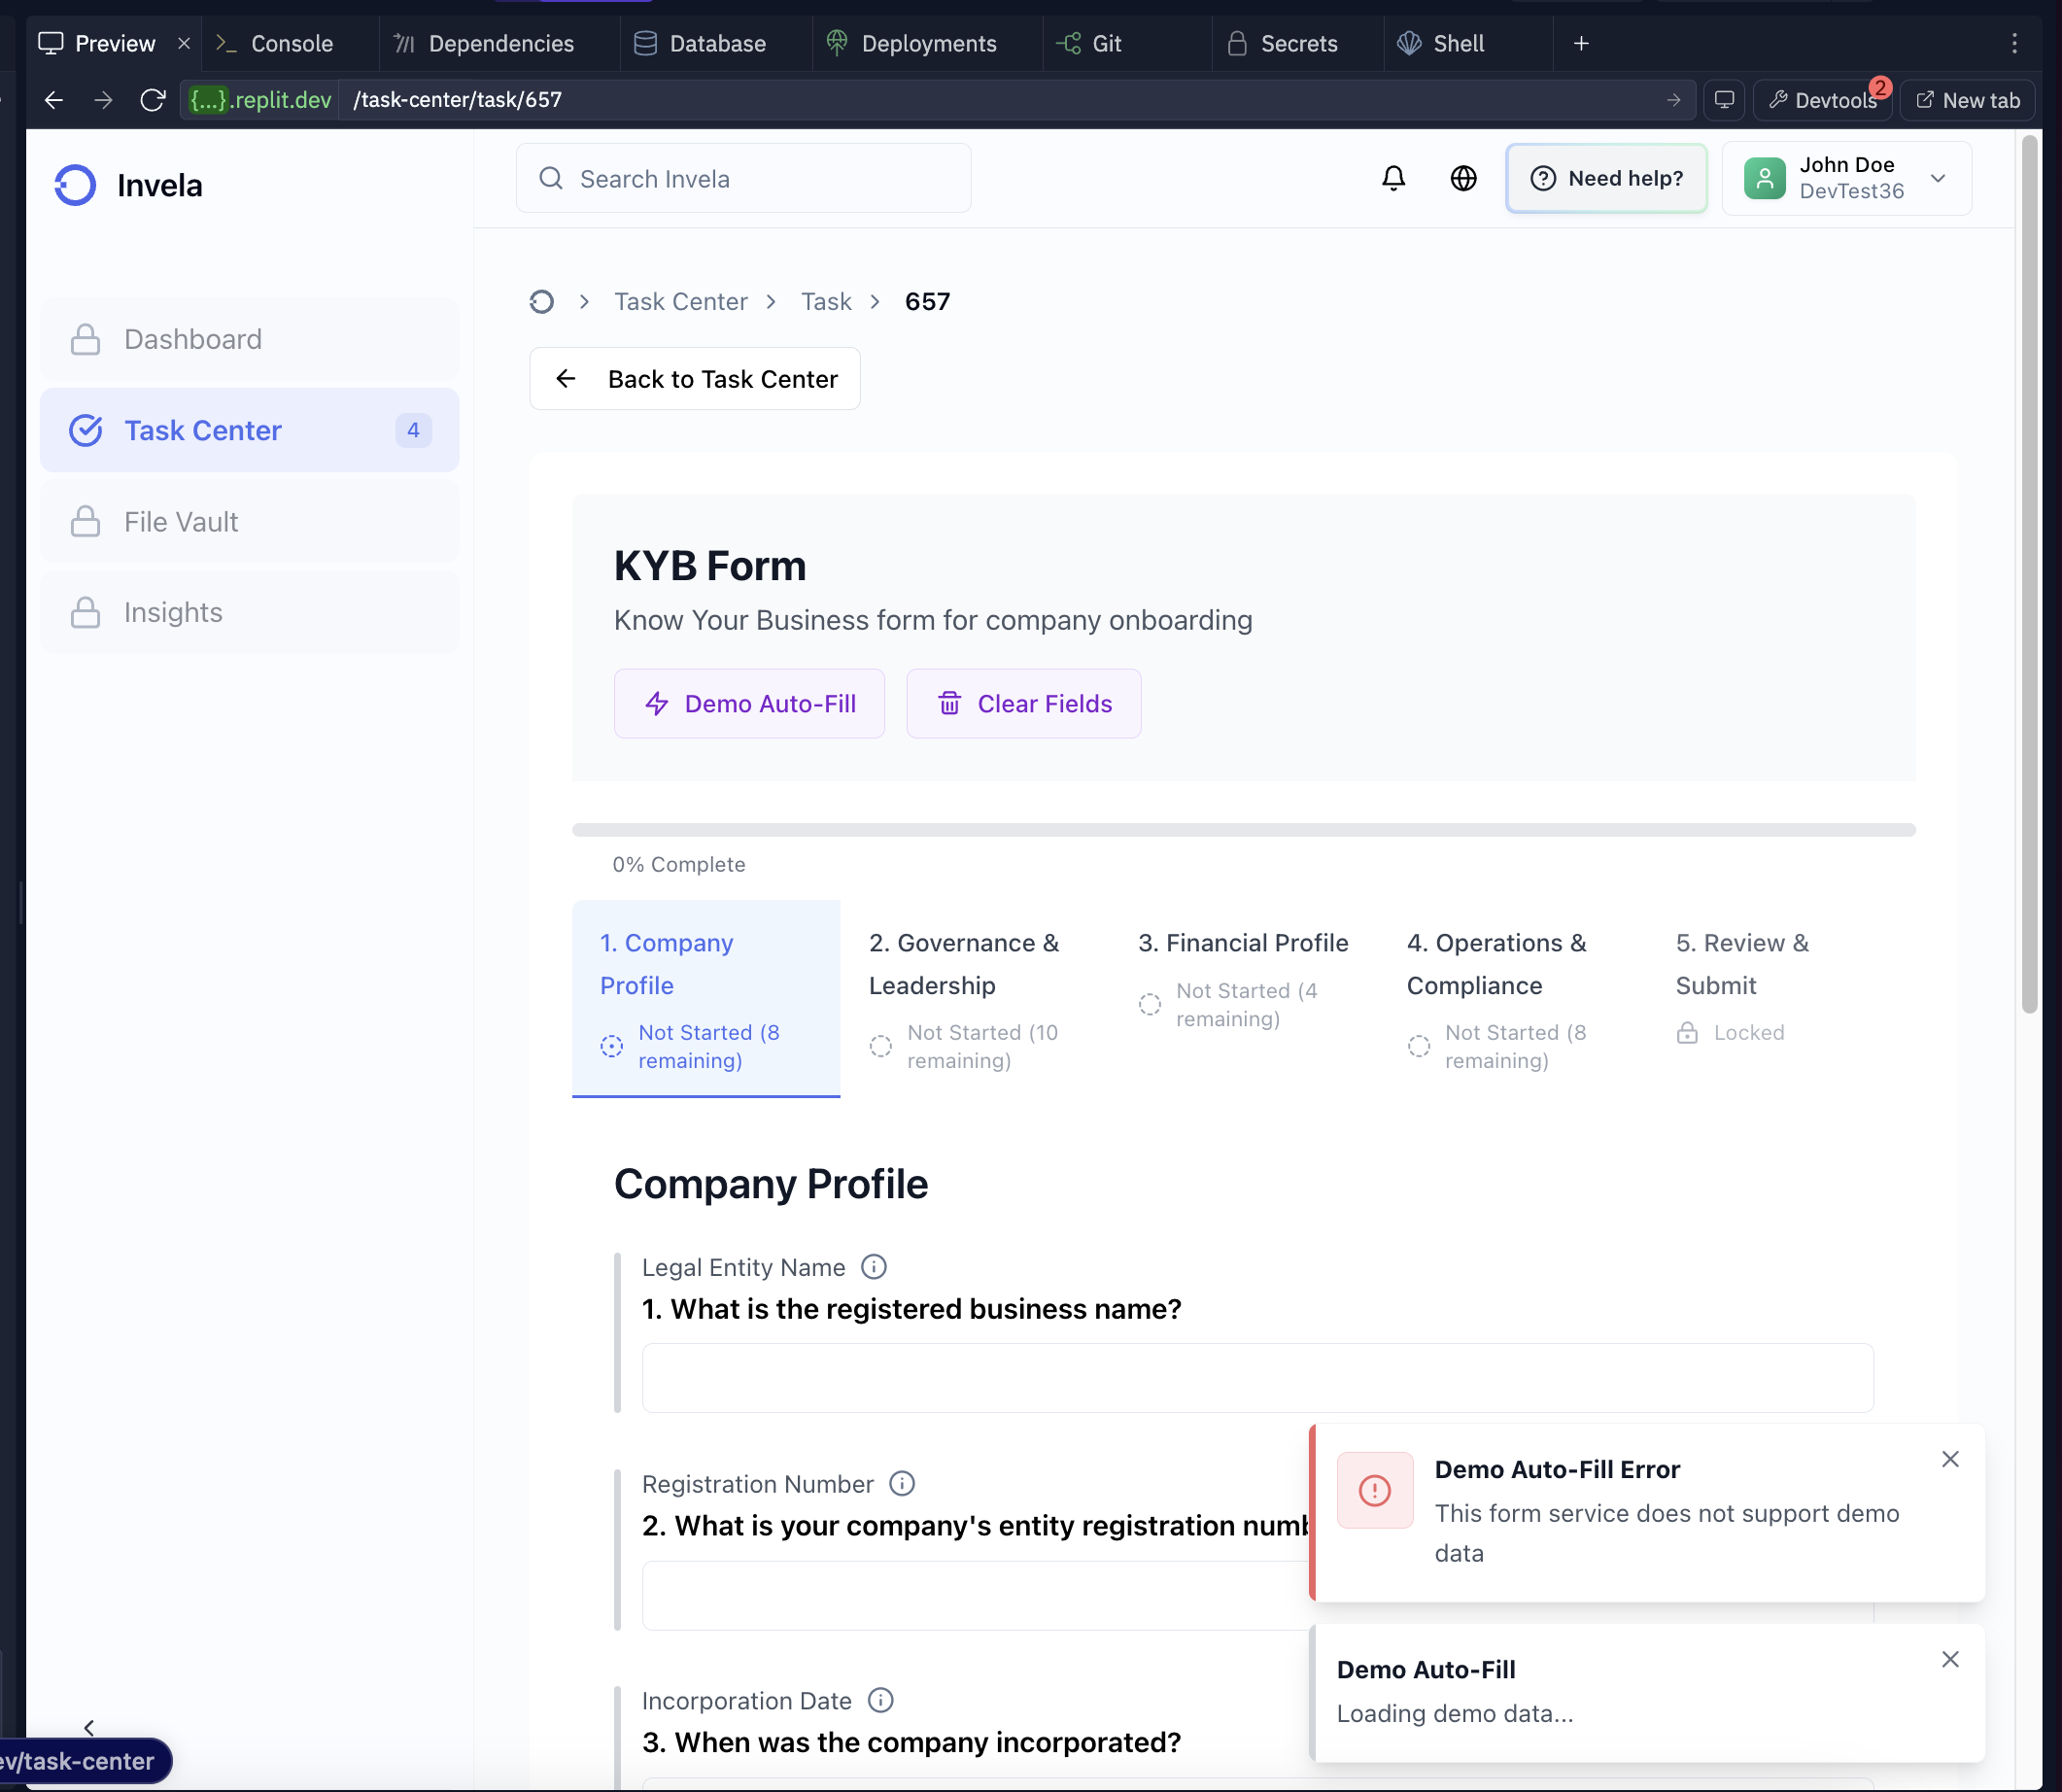 Preview
Console
Dependencies
Database
Deployments
Git
Secrets
Shell
{...}.replit.dev
/task-center/task/657
Devtools
2
New tab
Invela
Search Invela
Need help?
John Doe
DevTest36
Dashboard
Task Center
4
File Vault
Insights
Task Center
Task
657
Back to Task Center
KYB Form
Know Your Business form for company onboarding
Demo Auto-Fill
Clear Fields
0% Complete
1. Company
Profile
Not Started (8
remaining)
2. Governance &
Leadership
Not Started (10
remaining)
3. Financial Profile
Not Started (4
remaining)
4. Operations &
Compliance
Not Started (8
remaining)
5. Review &
Submit
Locked
Company Profile
Legal Entity Name
1. What is the registered business name?
Registration Number
2. What is your company's entity registration numb
Incorporation Date
3. When was the company incorporated?
Demo Auto-Fill Error
This form service does not support demo
data
Demo Auto-Fill
Loading demo data...
ev/task-center